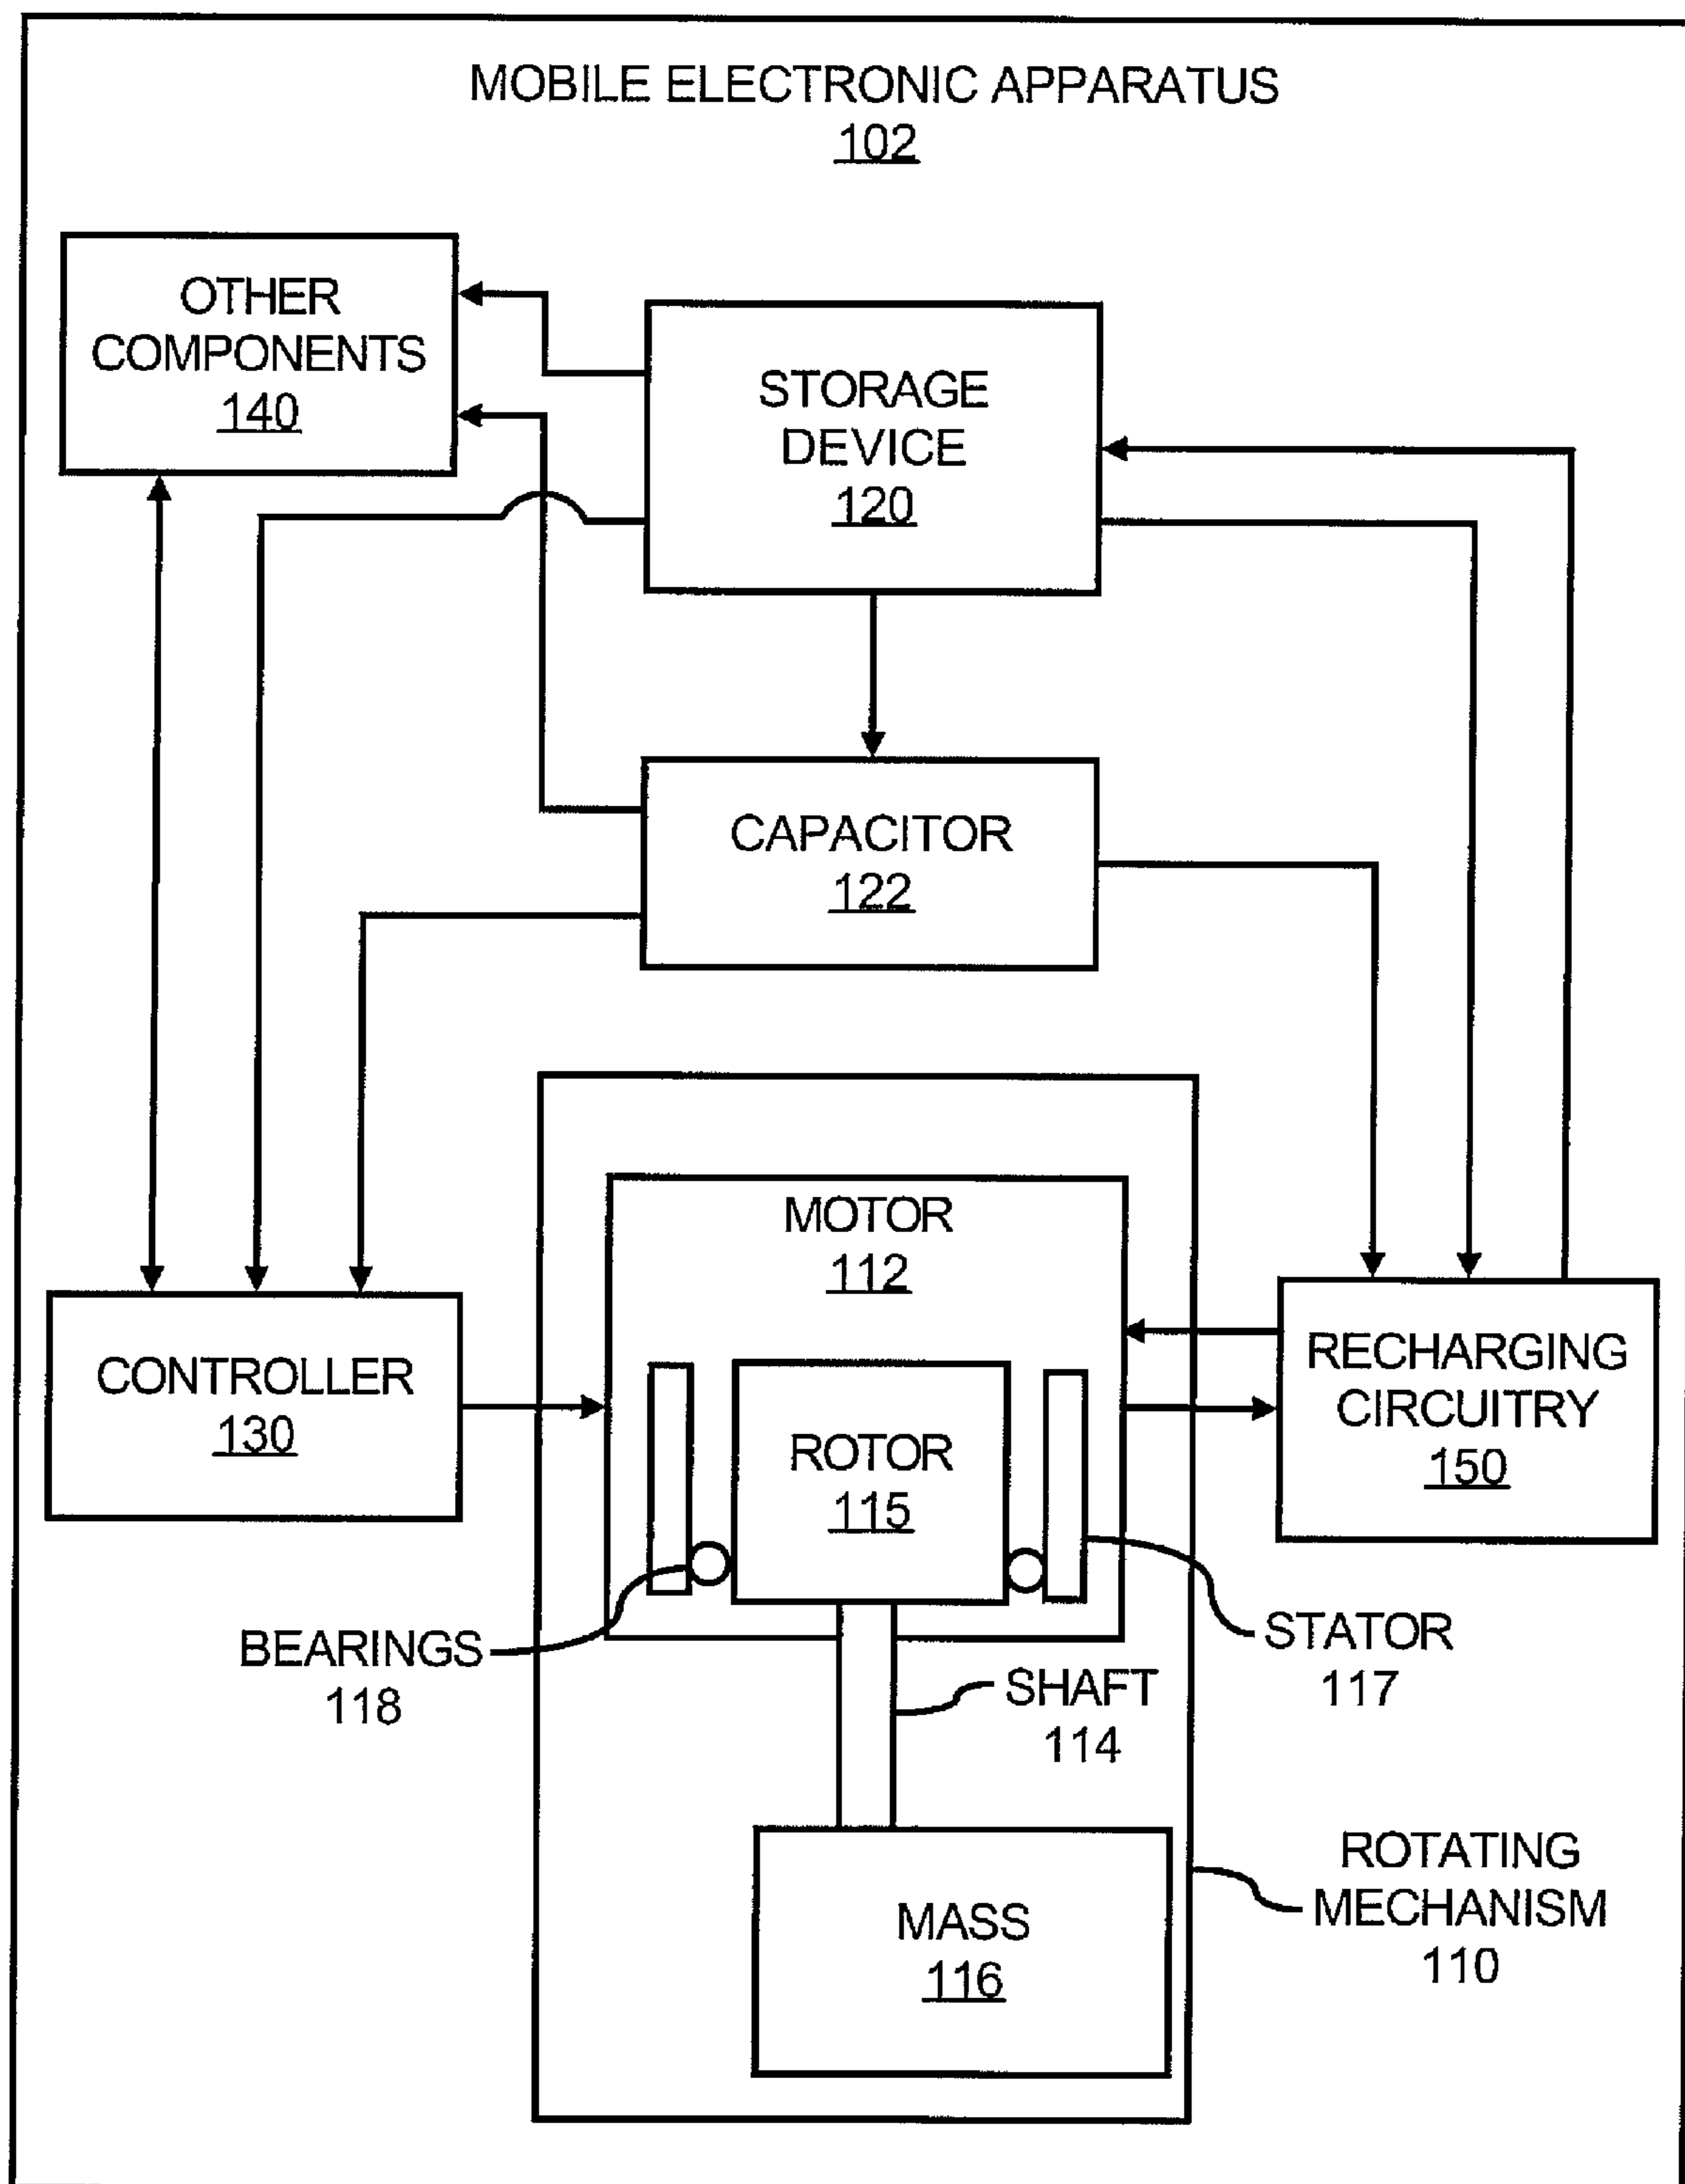 MOBILE ELECTRONIC APPARATUS
102
OTHER
COMPONENTS
140
STORAGE
DEVICE
120
CAPACITOR
122
MOTOR
112
CONTROLLER
130
ROTOR
115
RECHARGING
CIRCUITRY
150
BEARINGS
118
STATOR
117
SHAFT
114
MASS
116
ROTATING
MECHANISM
110